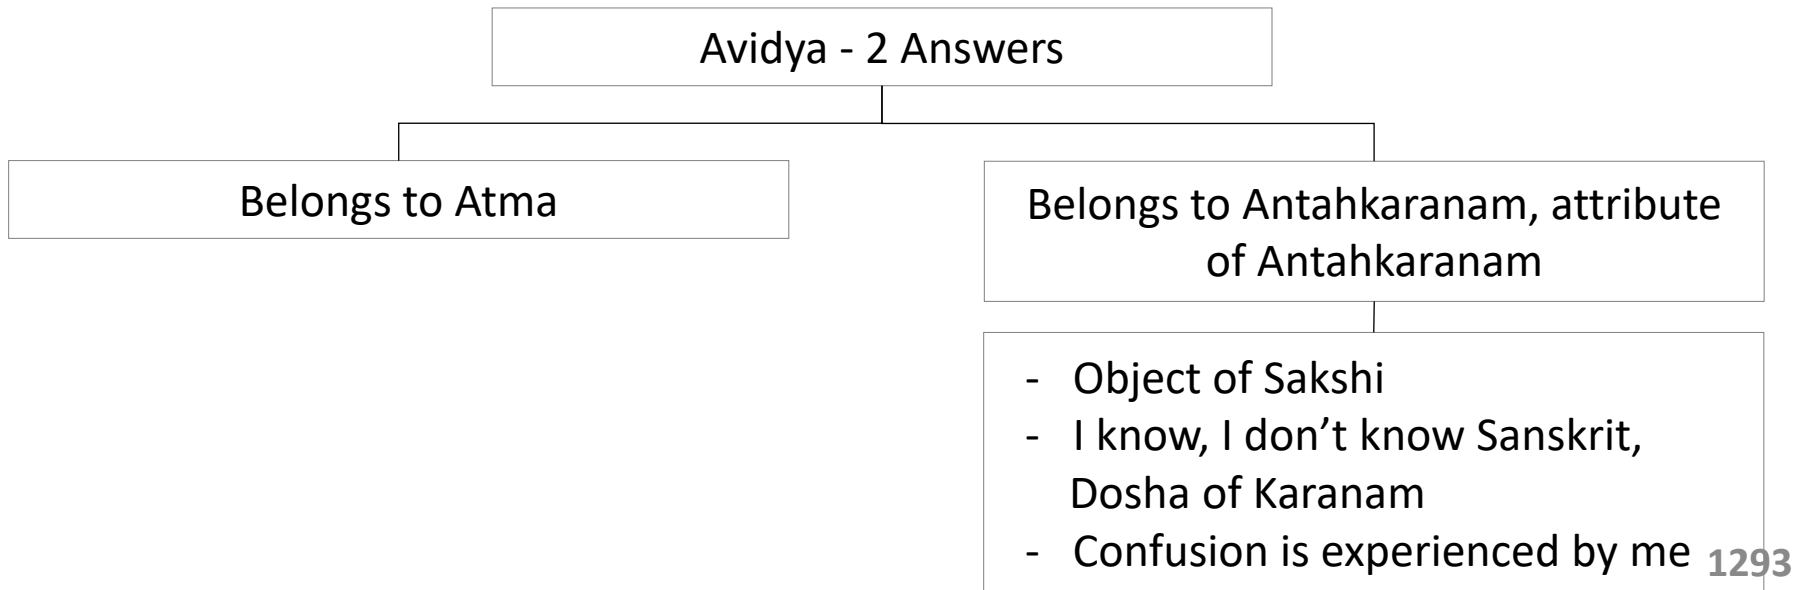 Avidya - 2 Answers
Belongs to Atma
Belongs to Antahkaranam, attribute
of Antahkaranam
- Object of Sakshi
- I know, I don’t know Sanskrit,
Dosha of Karanam
- Confusion is experienced by me
1293